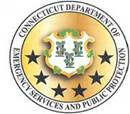 CONNECTICUT DEPARTMENT OF
EMERGENCY SERVICES AND PUBLIC PROTECTION